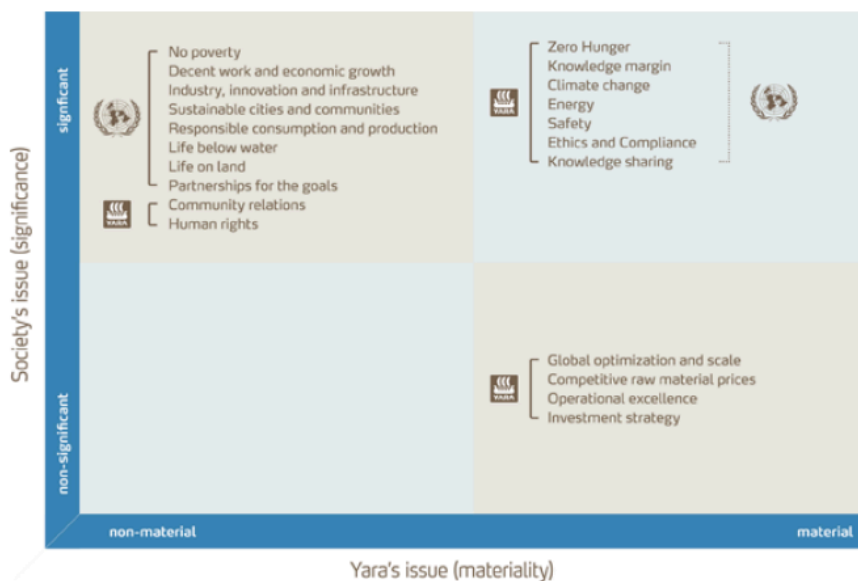 signficant
No poverty
Decent work and economic growth
Industry, innovation and infrastructure
Sustainable cities and communities
Responsible consumption and production
Life below water
Life on land
Partnerships for the goals
YARA
Community relations
Human rights
YARA
Zero Hunger
Knowledge margin
Climate change
Energy
Safety
Ethics and Compliance
Knowledge sharing
Society's issue (significance)
non-significant
YARA
Global optimization and scale
Competitive raw material prices
Operational excellence
Investment strategy
non-material
material
Yara's issue (materiality)